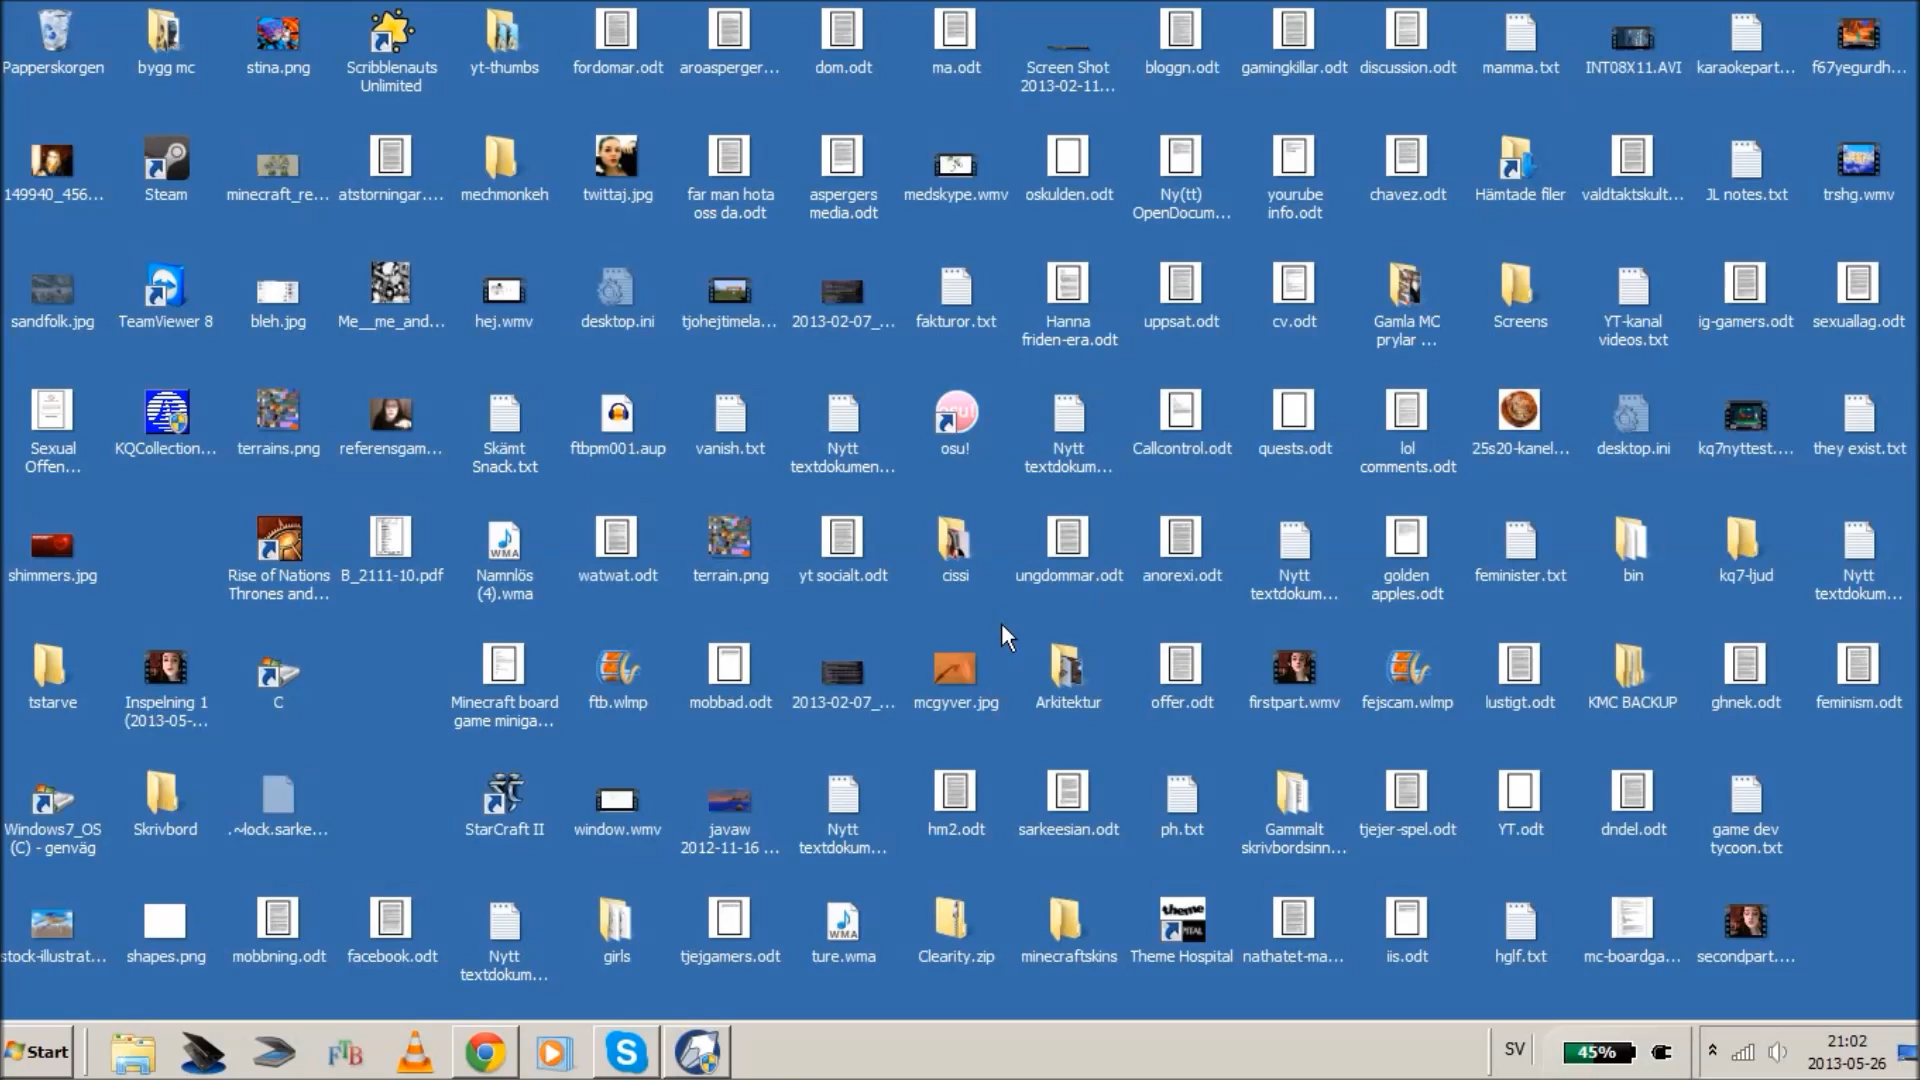 Papperskorgen
bygg mc
stina.png
Scribblenauts
Unlimited
yt-thumbs
fordomar.odt
aroasperger...
dom.odt
ma.odt
Screen Shot
2013-02-11...
bloggn.odt
gamingkillar.odt
discussion.odt
mamma.txt
INT08X11.AVI
karaokepart...
f67yegurdh...
149940_456...
Steam
minecraft_re...
atstorningar....
mechmonkeh
twittaj.jpg
far man hota
oss da.odt
aspergers
media.odt
medskype.wmv
oskulden.odt
Ny(tt)
OpenDocum...
yourube
info.odt
chavez.odt
Hämtade filer
valdtaktskult...
JL notes.txt
trshg.wmv
sandfolk.jpg
TeamViewer 8
bleh.jpg
Me__me_and...
hej.wmv
desktop.ini
tjohejtimela...
2013-02-07_...
fakturor.txt
Hanna
friden-era.odt
uppsat.odt
cv.odt
Gamla MC
prylar ...
Screens
YT-kanal
videos.txt
ig-gamers.odt
sexuallag.odt
Sexual
Offen...
KQCollection...
terrains.png
referensgam...
Skämt
Snack.txt
ftbpm001.aup
vanish.txt
Nytt
textdokumen...
osu!
osu!
Nytt
textdokum...
Callcontrol.odt
quests.odt
lol
comments.odt
25s20-kanel...
desktop.ini
kq7nyttest....
they exist.txt
shimmers.jpg
Rise of Nations
Thrones and...
B_2111-10.pdf
WMA
Namnlös
(4).wma
watwat.odt
terrain.png
yt socialt.odt
cissi
ungdommar.odt
anorexi.odt
Nytt
textdokum...
golden
apples.odt
feminister.txt
bin
kq7-ljud
Nytt
textdokum...
tstarve
Inspelning 1
(2013-05-...
C
Minecraft board
game miniga...
ftb.wlmp
mobbad.odt
2013-02-07_...
mcgyver.jpg
Arkitektur
offer.odt
firstpart.wmv
fejscam.wlmp
lustigt.odt
KMC BACKUP
ghnek.odt
feminism.odt
Windows7_OS
(C) - genväg
Skrivbord
.~lock.sarke...
StarCraft II
window.wmv
javaw
2012-11-16 ...
Nytt
textdokum...
hm2.odt
sarkeesian.odt
ph.txt
Gammalt
skrivbordsinn...
tjejer-spel.odt
YT.odt
dndel.odt
game dev
tycoon.txt
stock-illustrat...
shapes.png
mobbning.odt
facebook.odt
Nytt
textdokum...
girls
tjejgamers.odt
WMA
ture.wma
Clearity.zip
minecraftskins
theme
Theme Hospital
nathatet-ma...
iis.odt
hglf.txt
mc-boardga...
secondpart....
Start
FTB
SV
45%
21:02
2013-05-26